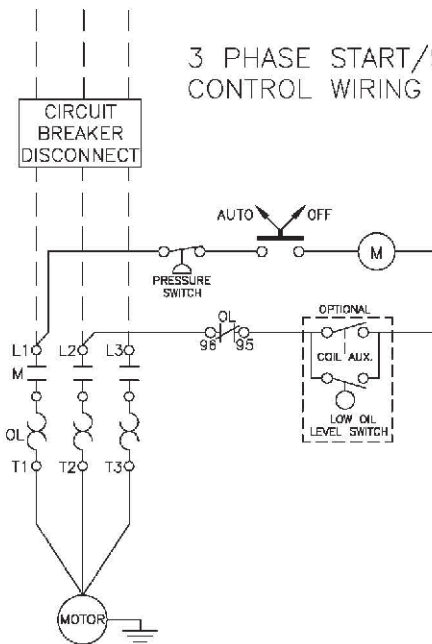 3 PHASE START/
CONTROL WIRING
CIRCUIT
BREAKER
DISCONNECT
AUTO
OFF
M
PRESSURE
SWITCH
OPTIONAL
OL
96
95
COIL AUX.
LOW OIL
LEVEL SWITCH
L1
L2
L3
M
OL
T1
T2
T3
MOTOR